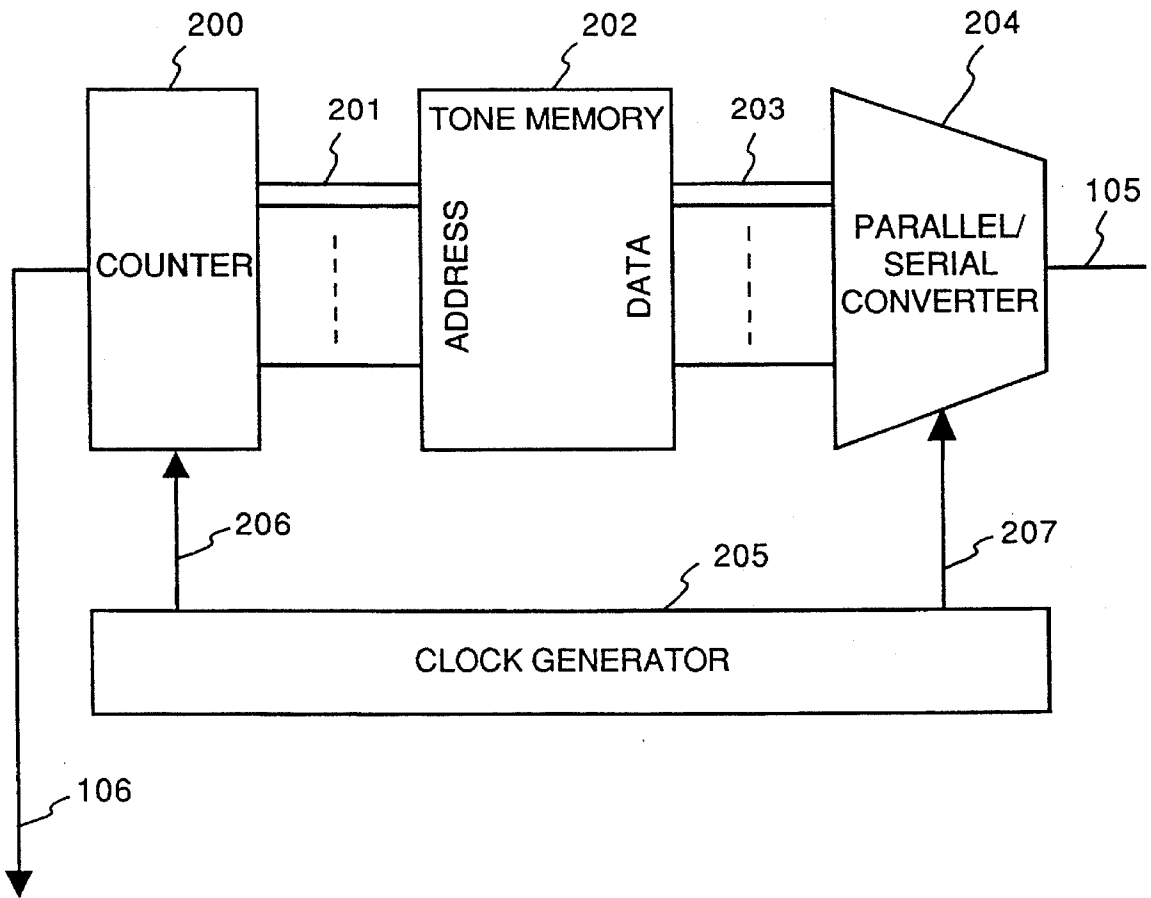 200
202
204
201
203
105
TONE MEMORY
COUNTER
ADDRESS
DATA
PARALLEL/
SERIAL
CONVERTER
206
205
207
CLOCK GENERATOR
106